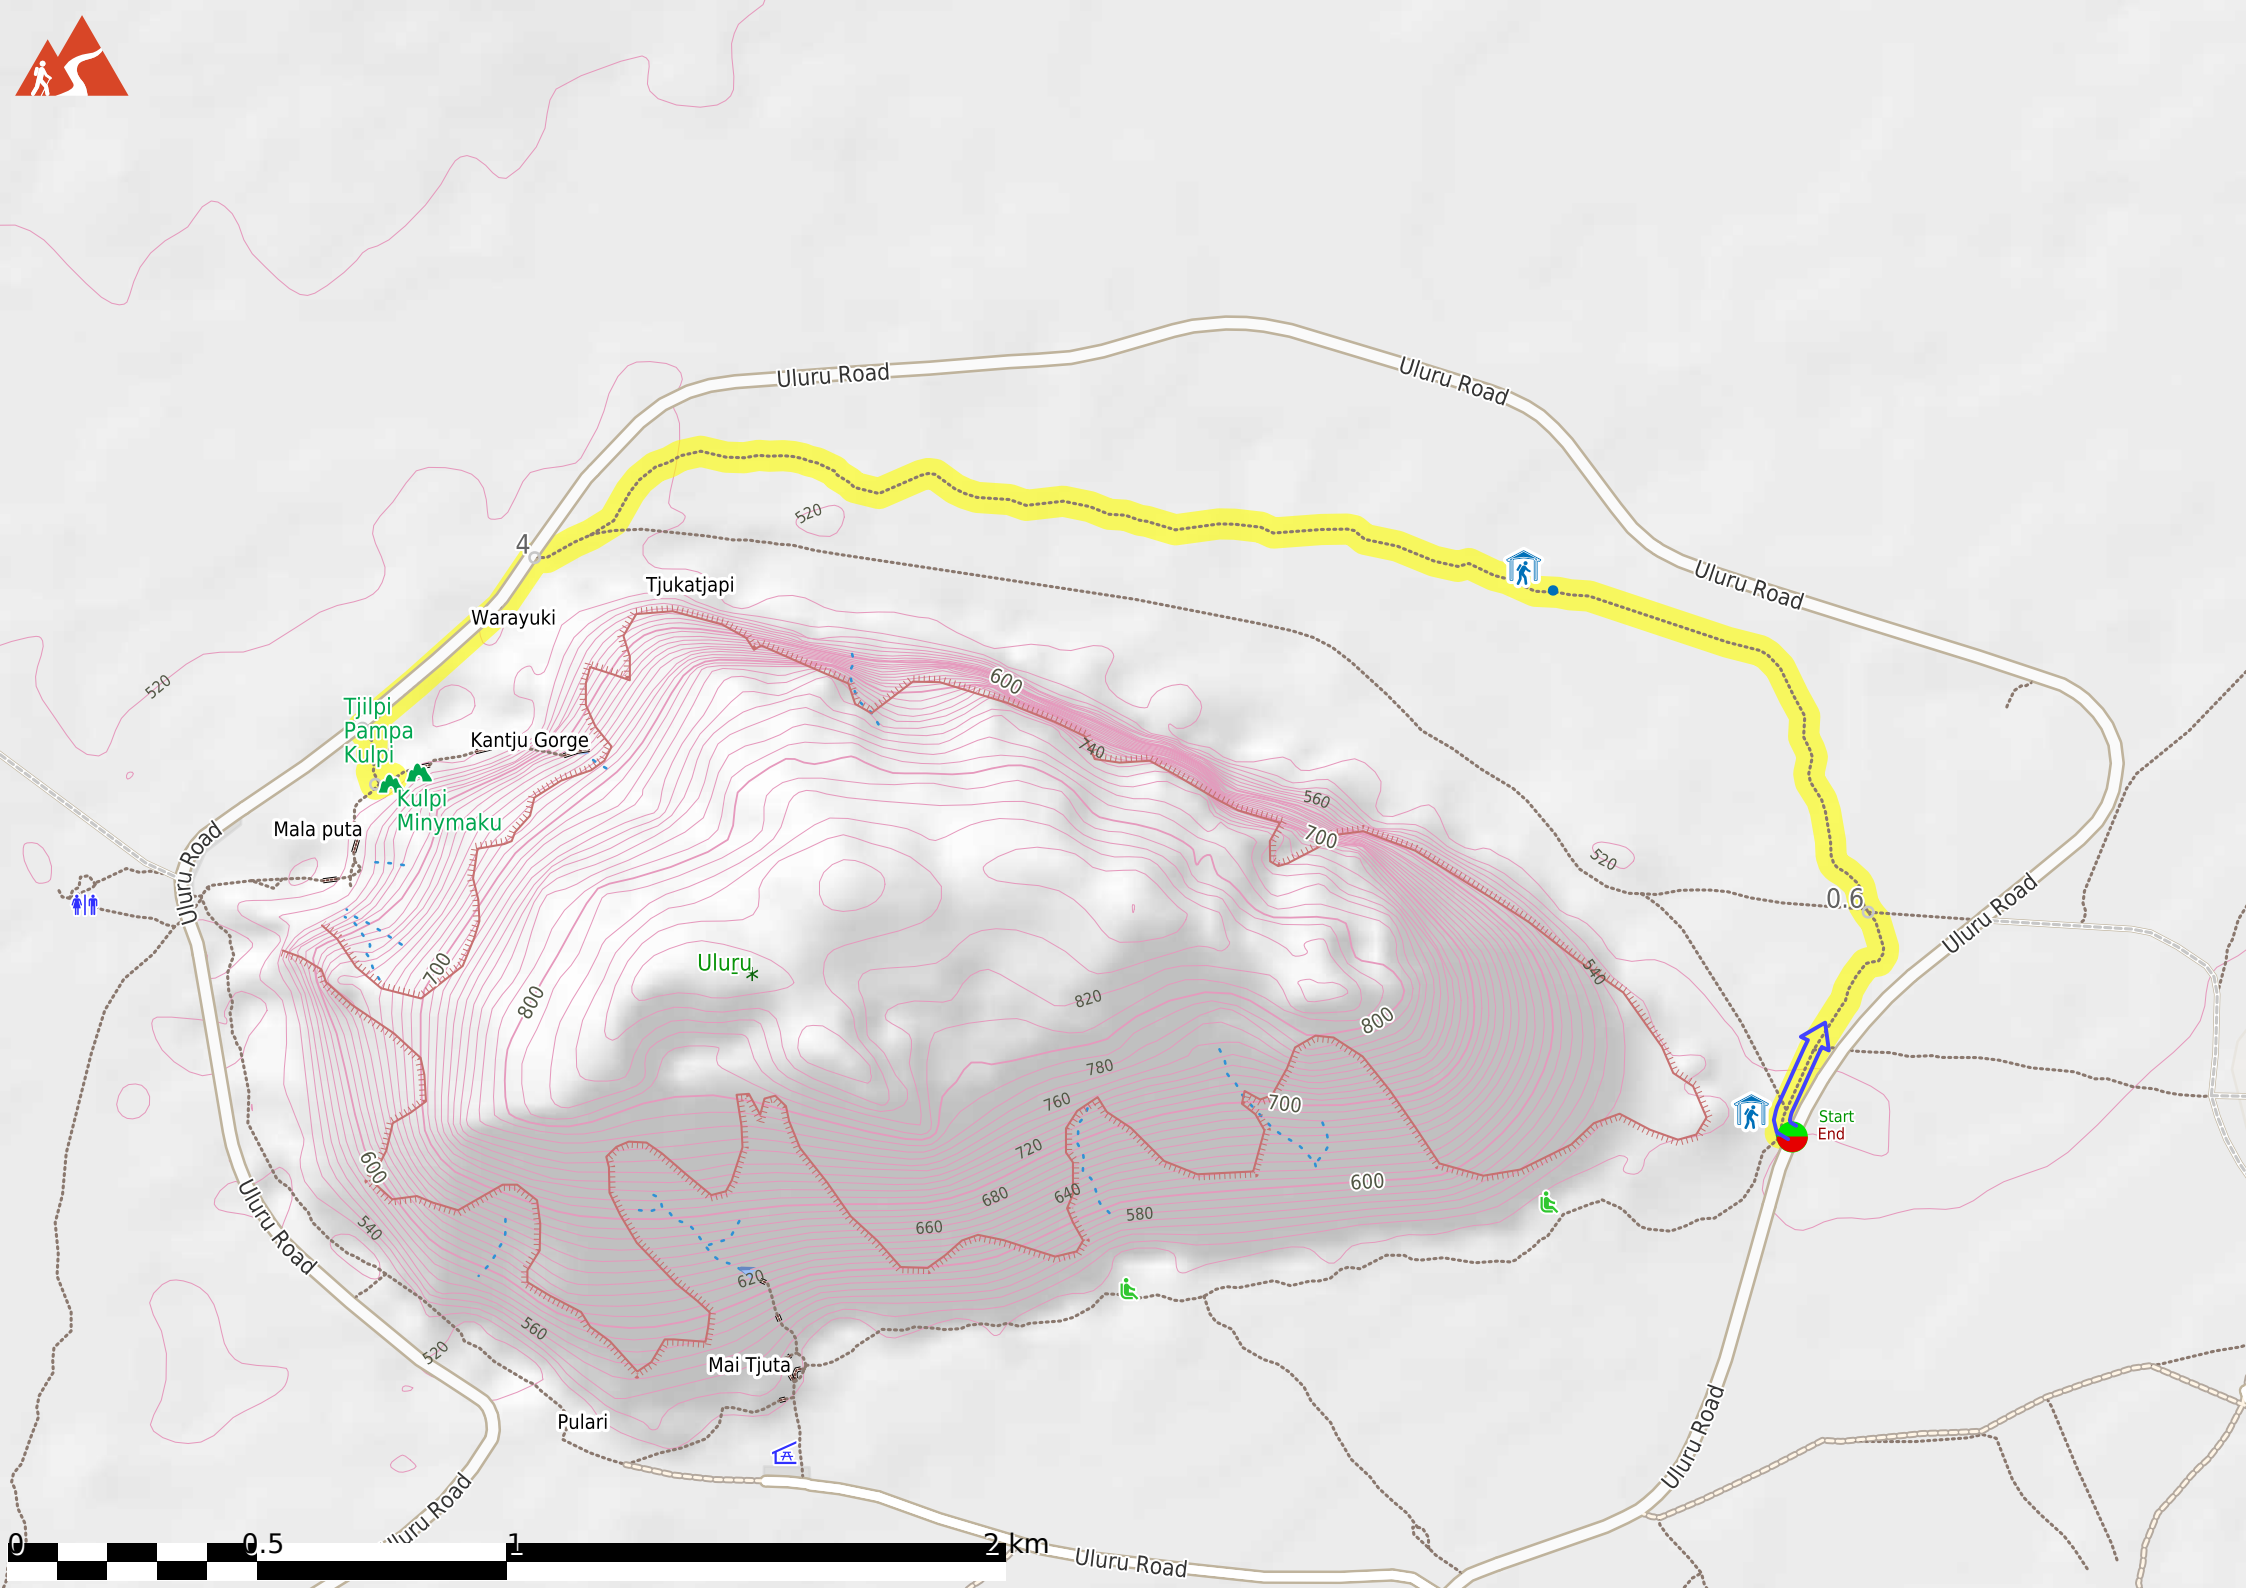 Uluru Road
Uluru Road
520
4
Uluru Road
Tjukatjapi
Warayuki
600
520
Tjilpi
Pampa
Kulpi
Kantju Gorge
740
Kulpi
Minymaku
560
Mala puta
700
520
Uluru Road
0.6
Uluru Road
Uluru
700
540
800
820
800
780
760
700
Start
End
720
600
600
680
640
580
540
660
Uluru Road
620
560
520
Mai Tjuta
Pulari
Uluru Road
Uluru Road
0
0.5
1
2 km
Uluru Road